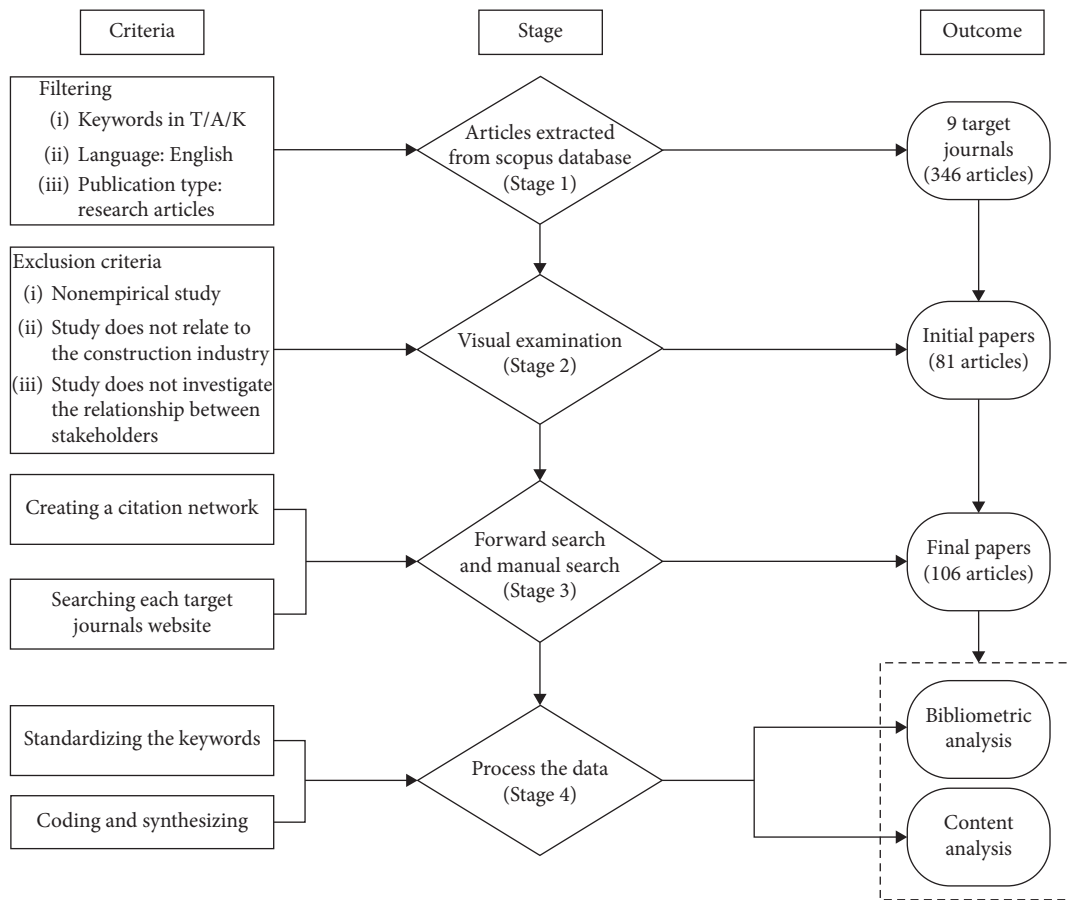 Criteria
Stage
Outcome
Filtering
(i) Keywords in T/A/K
(ii) Language: English
(iii) Publication type:
research articles
Articles extracted
from scopus database
(Stage 1)
9 target
journals
(346 articles)
Exclusion criteria
(i) Nonempirical study
(ii) Study does not relate to
the construction industry
(iii) Study does not investigate
the relationship between
stakeholders
Visual examination
(Stage 2)
Initial papers
(81 articles)
Creating a citation network
Searching each target
journals website
Forward search
and manual search
(Stage 3)
Final papers
(106 articles)
Standardizing the keywords
Coding and synthesizing
Process the data
(Stage 4)
Bibliometric
analysis
Content
analysis